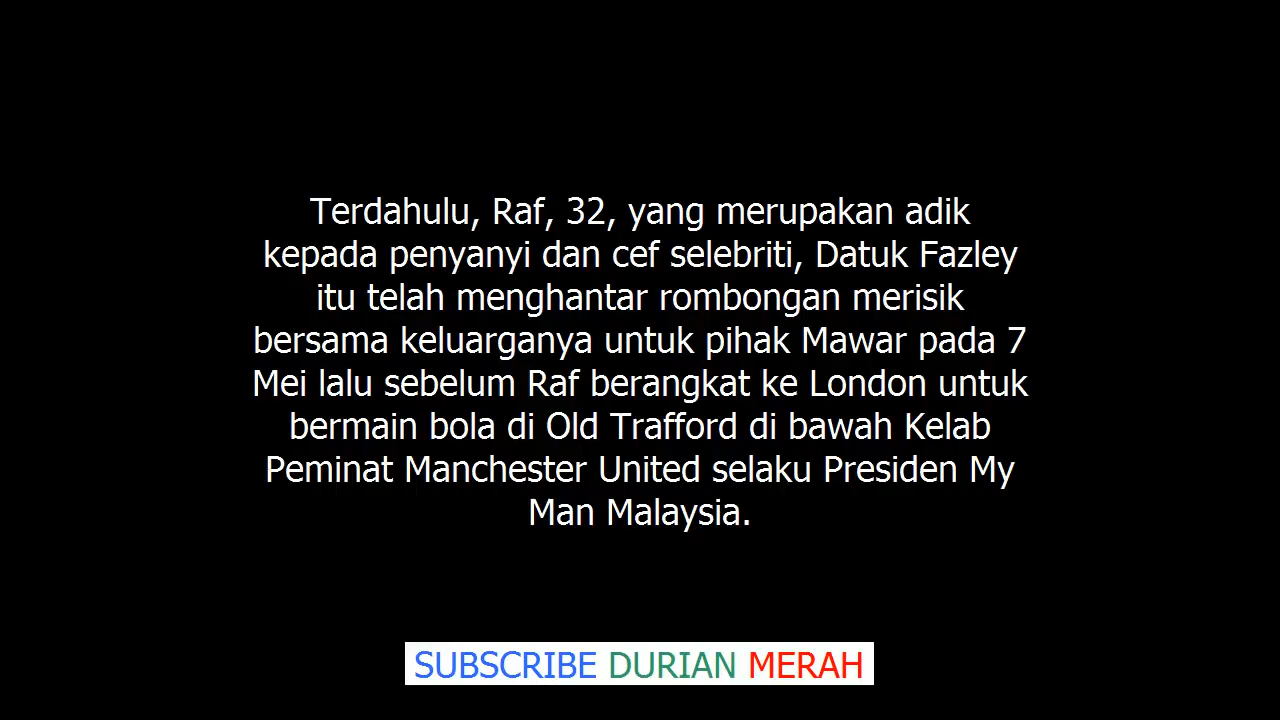 Terdahulu, Raf, 32, yang merupakan adik
kepada penyanyi dan cef selebriti, Datuk Fazley
itu telah menghantar rombongan merisik
bersama keluarganya untuk pihak Mawar pada 7
Mei lalu sebelum Raf berangkat ke London untuk
bermain bola di Old Trafford di bawah Kelab
Peminat Manchester United selaku Presiden My
Man Malaysia.
SUBSCRIBE DURIAN MERAH